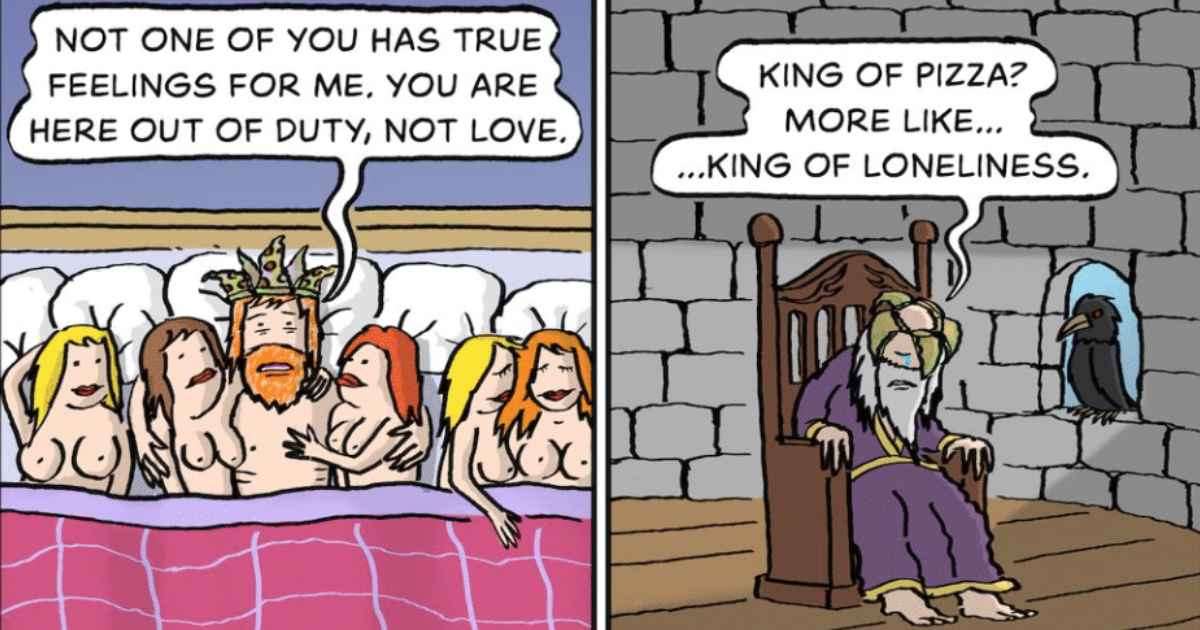 NOT ONE OF YOU HAS TRUE
FEELINGS FOR ME. YOU ARE
HERE OUT OF DUTY, NOT LOVE.
KING OF PIZZA?
MORE LIKE...
...KING OF LONELINESS.